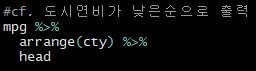 #cf. 도시연비가 낮은순으로 출력
mpg %>%
  arrange(cty) %>%
  head